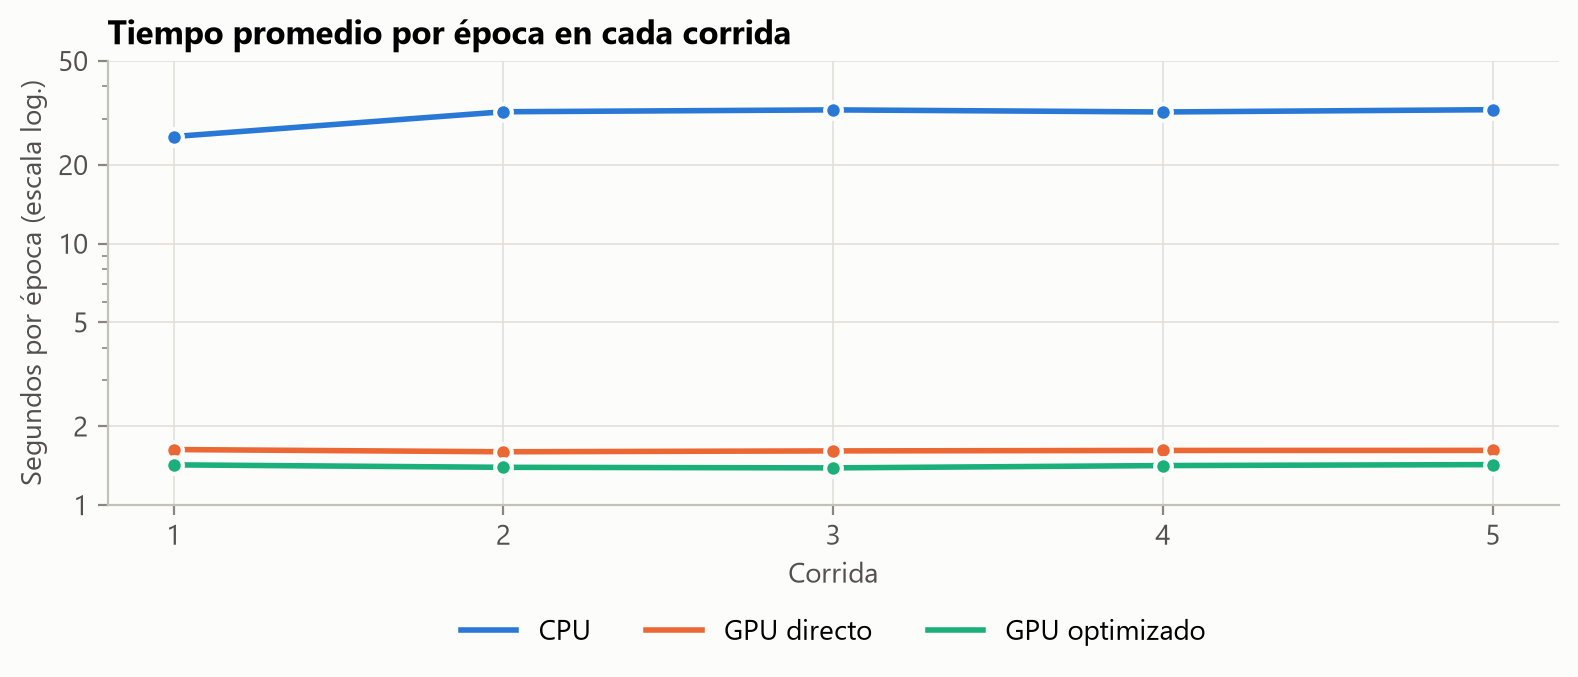 Tiempo promedio por época en cada corrida
Segundos por época (escala log.)
50
20
10
5
2
1
1 2 3 4 5
Corrida
CPU GPU directo GPU optimizado